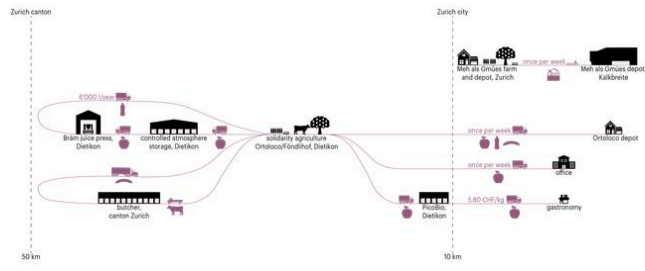 Zurich canton
Zurich city
once per week
Meh als Gmües farm
and depot, Zurich
Meh als Gmües depot
Kalkbreite
6'000 l/year
Bräm juice press,
Dietikon
controlled atmosphere
storage, Dietikon
solidarity agriculture
Ortoloco/Föndlihof, Dietikon
once per week
Ortoloco depot
once per week
office
butcher,
canton Zurich
PicoBio,
Dietikon
5.60 CHF/kg
gastronomy
50 km
10 km